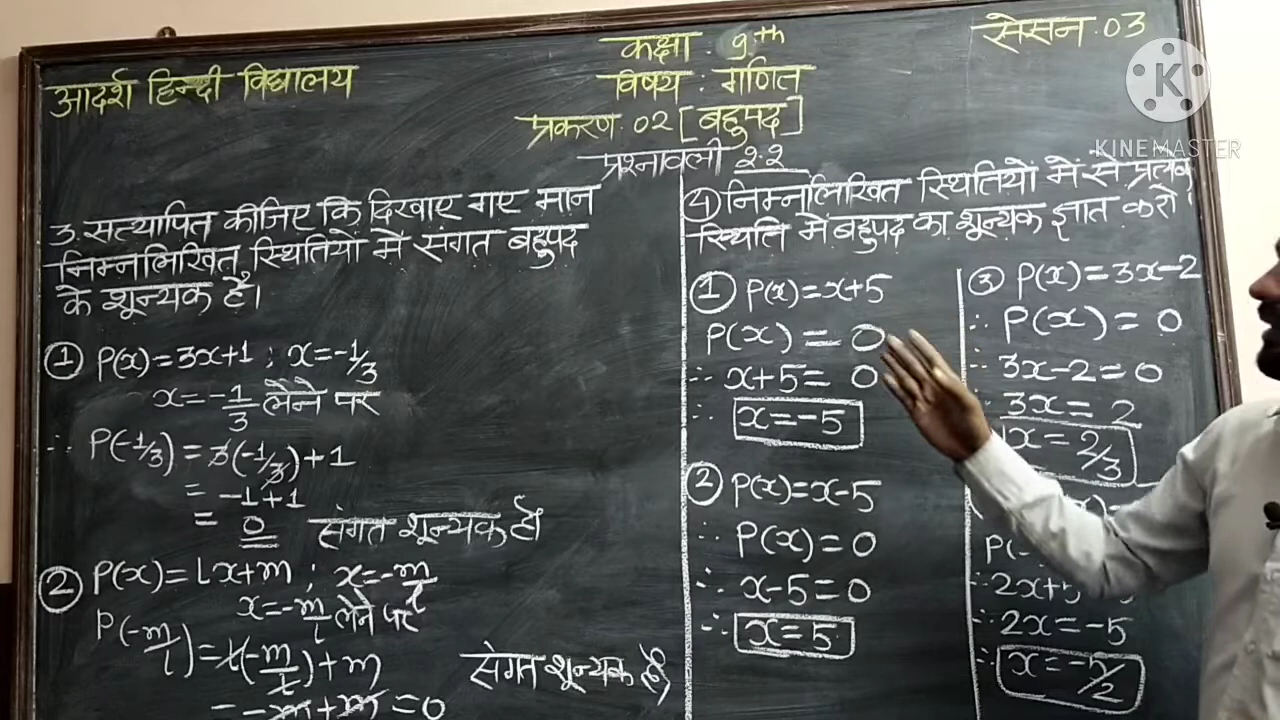 आदर्श हिन्दी विद्यालय
कक्षा : 9.th
विषय : गणित
प्रकरण. 02 [बहुपद]
सेसन. 03
K
KINEMASTER
प्रश्नावली 2.2
3. सत्यापित कीजिए कि दिखाए गए मान
निम्नलिखित स्थितियों में संगत बहुपद
के शून्यक हैं।
① P(x)=3x+1 ; x=-1/3
x=-1/3 लेने पर
∴ P(-1/3) = 3(-1/3)+1
= -1+1
= 0 संगत शून्यक है।
② P(x)=Lx+m ; x=-m/l
x=-m/l लेने पर
P(-m/l)=l(-m/l)+m
संगत शून्यक है,
= -m+m =0
④ निम्नलिखित स्थितियों में से प्रत्येक
स्थिति में बहुपद का शून्यक ज्ञात करो।
① P(x)=x+5
P(x) = 0
∴ x+5= 0
∴ x=-5
② P(x)=x-5
∴ P(x)=0
∴ x-5=0
∴ x=5
③ P(x)=3x-2
∴ P(x)= 0
∴ 3x-2=0
3x= 2
x=2/3
2x+5
∴ 2x=-5
∴ x=-5/2